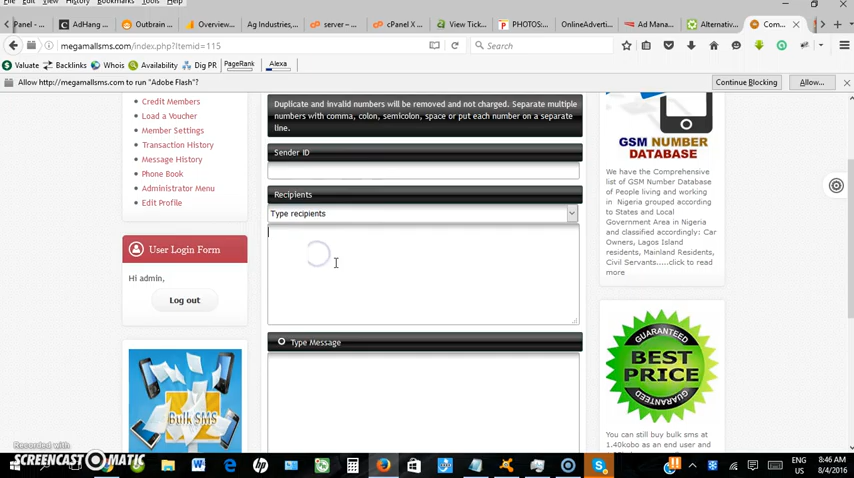 File Edit View History Bookmarks Tools Help
Panel - AdHang Outbrain Overview... Ag Industries,... server – ... cPanel X View Tick... PHOTOS:... OnlineAdverti... Ad Mana... Alternativ... Com...
megamallsms.com/index.php?Itemid=115 Search
Valuate Backlinks Whois Availability Dig PR PageRank Alexa
Allow http://megamallsms.com to run "Adobe Flash"? Continue Blocking Allow...
Credit Members
Load a Voucher
Member Settings
Transaction History
Message History
Phone Book
Administrator Menu
Edit Profile
User Login Form
Hi admin,
Log out
Bulk SMS
Duplicate and invalid numbers will be removed and not charged. Separate multiple
numbers with comma, colon, semicolon, space or put each number on a separate
line.
Sender ID
Recipients
Type recipients
Type Message
GSM NUMBER
DATABASE
We have the Comprehensive
list of GSM Number Database
of People living and working
in Nigeria grouped according
to States and Local
Government Area in Nigeria
and classified accordingly: Car
Owners, Lagos Island
residents, Mainland Residents,
Civil Servants.....click to read
more
GUARANTEED
BEST
PRICE
GUARANTEED
You can still buy bulk sms at
1.40kobo as an end user and
Recorded with
SCREENCAST MATIC
ENG
US
8:46 AM
8/4/2016